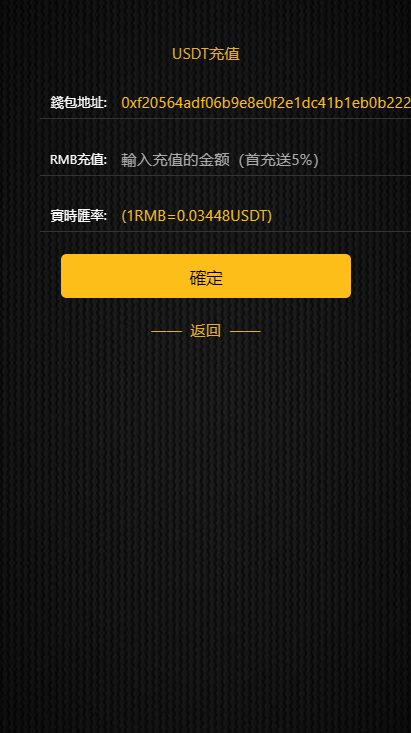 USDT充值
錢包地址: 0xf20564adf06b9e8e0f2e1dc41b1eb0b222
RMB充值: 輸入充值的金额（首充送5%）
實時匯率: (1RMB=0.03448USDT)
確定
—— 返回 ——